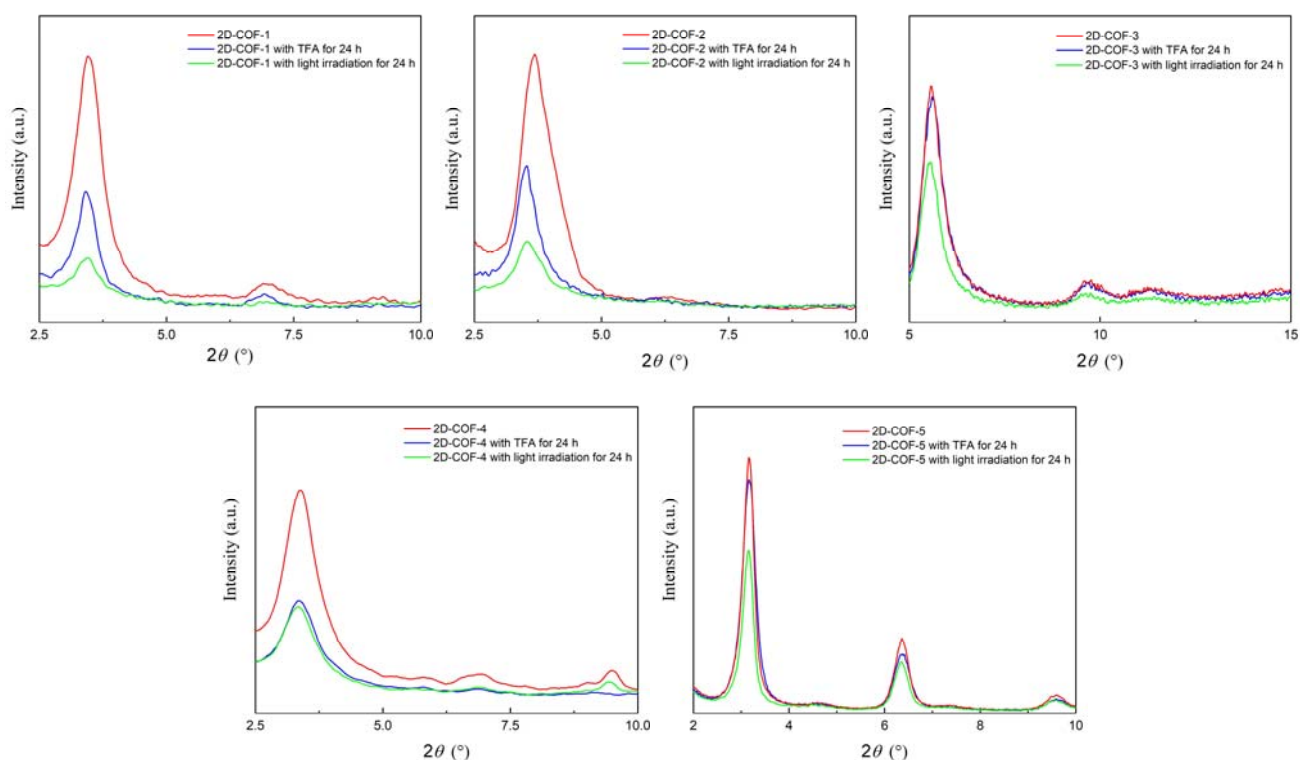 2D-COF-1
2D-COF-1 with TFA for 24 h
2D-COF-1 with light irradiation for 24 h
Intensity (a.u.)
2.5 5.0 7.5 10.0
2θ (°)
2D-COF-2
2D-COF-2 with TFA for 24 h
2D-COF-2 with light irradiation for 24 h
Intensity (a.u.)
2.5 5.0 7.5 10.0
2θ (°)
2D-COF-3
2D-COF-3 with TFA for 24 h
2D-COF-3 with light irradiation for 24 h
Intensity (a.u.)
5 10 15
2θ (°)
2D-COF-4
2D-COF-4 with TFA for 24 h
2D-COF-4 with light irradiation for 24 h
Intensity (a.u.)
2.5 5.0 7.5 10.0
2θ (°)
2D-COF-5
2D-COF-5 with TFA for 24 h
2D-COF-5 with light irradiation for 24 h
Intensity (a.u.)
2 4 6 8 10
2θ (°)